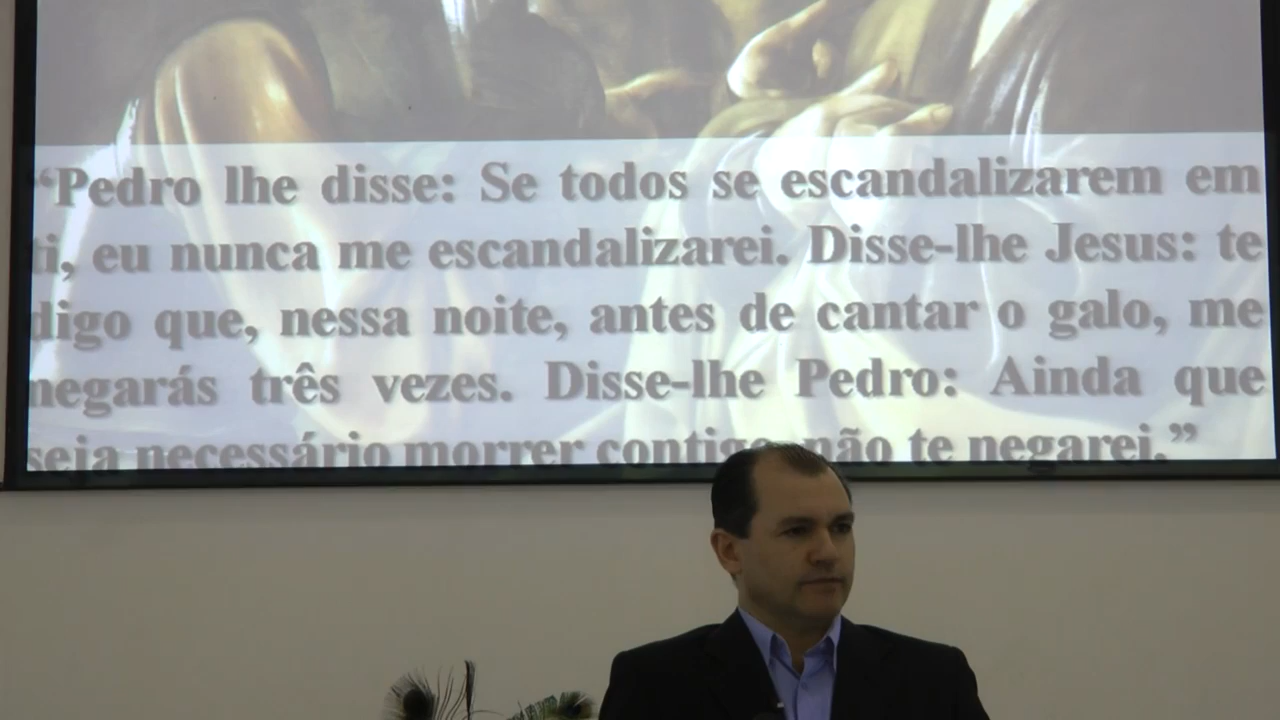 “Pedro lhe disse: Se todos se escandalizarem em
ti, eu nunca me escandalizarei. Disse-lhe Jesus: te
digo que, nessa noite, antes de cantar o galo, me
negarás três vezes. Disse-lhe Pedro: Ainda que
seja necessário morrer contigo não te negarei.”